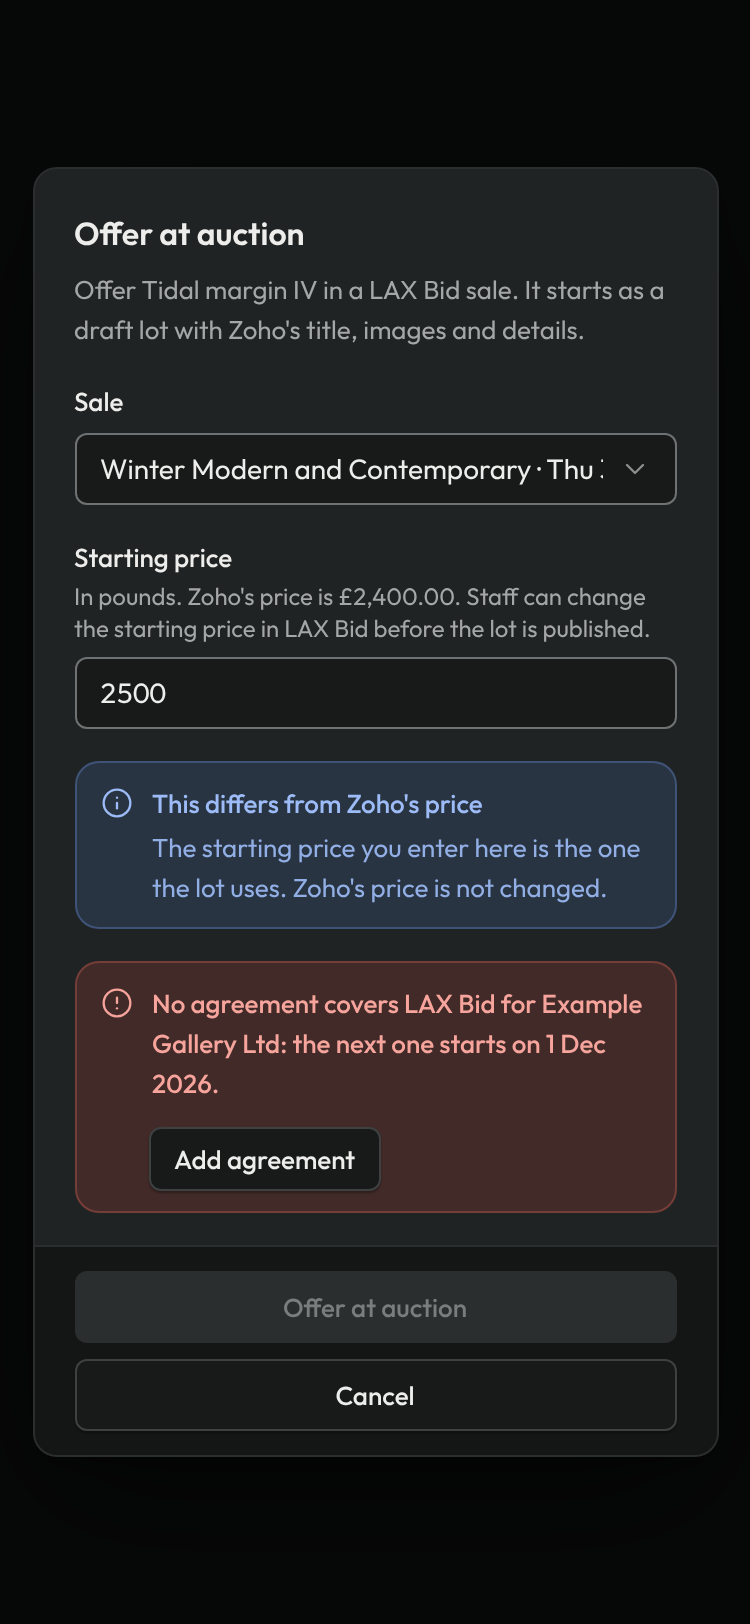 Offer at auction
Offer Tidal margin IV in a LAX Bid sale. It starts as a
draft lot with Zoho's title, images and details.
Sale
Winter Modern and Contemporary · Thu
Starting price
In pounds. Zoho's price is £2,400.00. Staff can change
the starting price in LAX Bid before the lot is published.
2500
This differs from Zoho's price
The starting price you enter here is the one
the lot uses. Zoho's price is not changed.
No agreement covers LAX Bid for Example
Gallery Ltd: the next one starts on 1 Dec
2026.
Add agreement
Offer at auction
Cancel